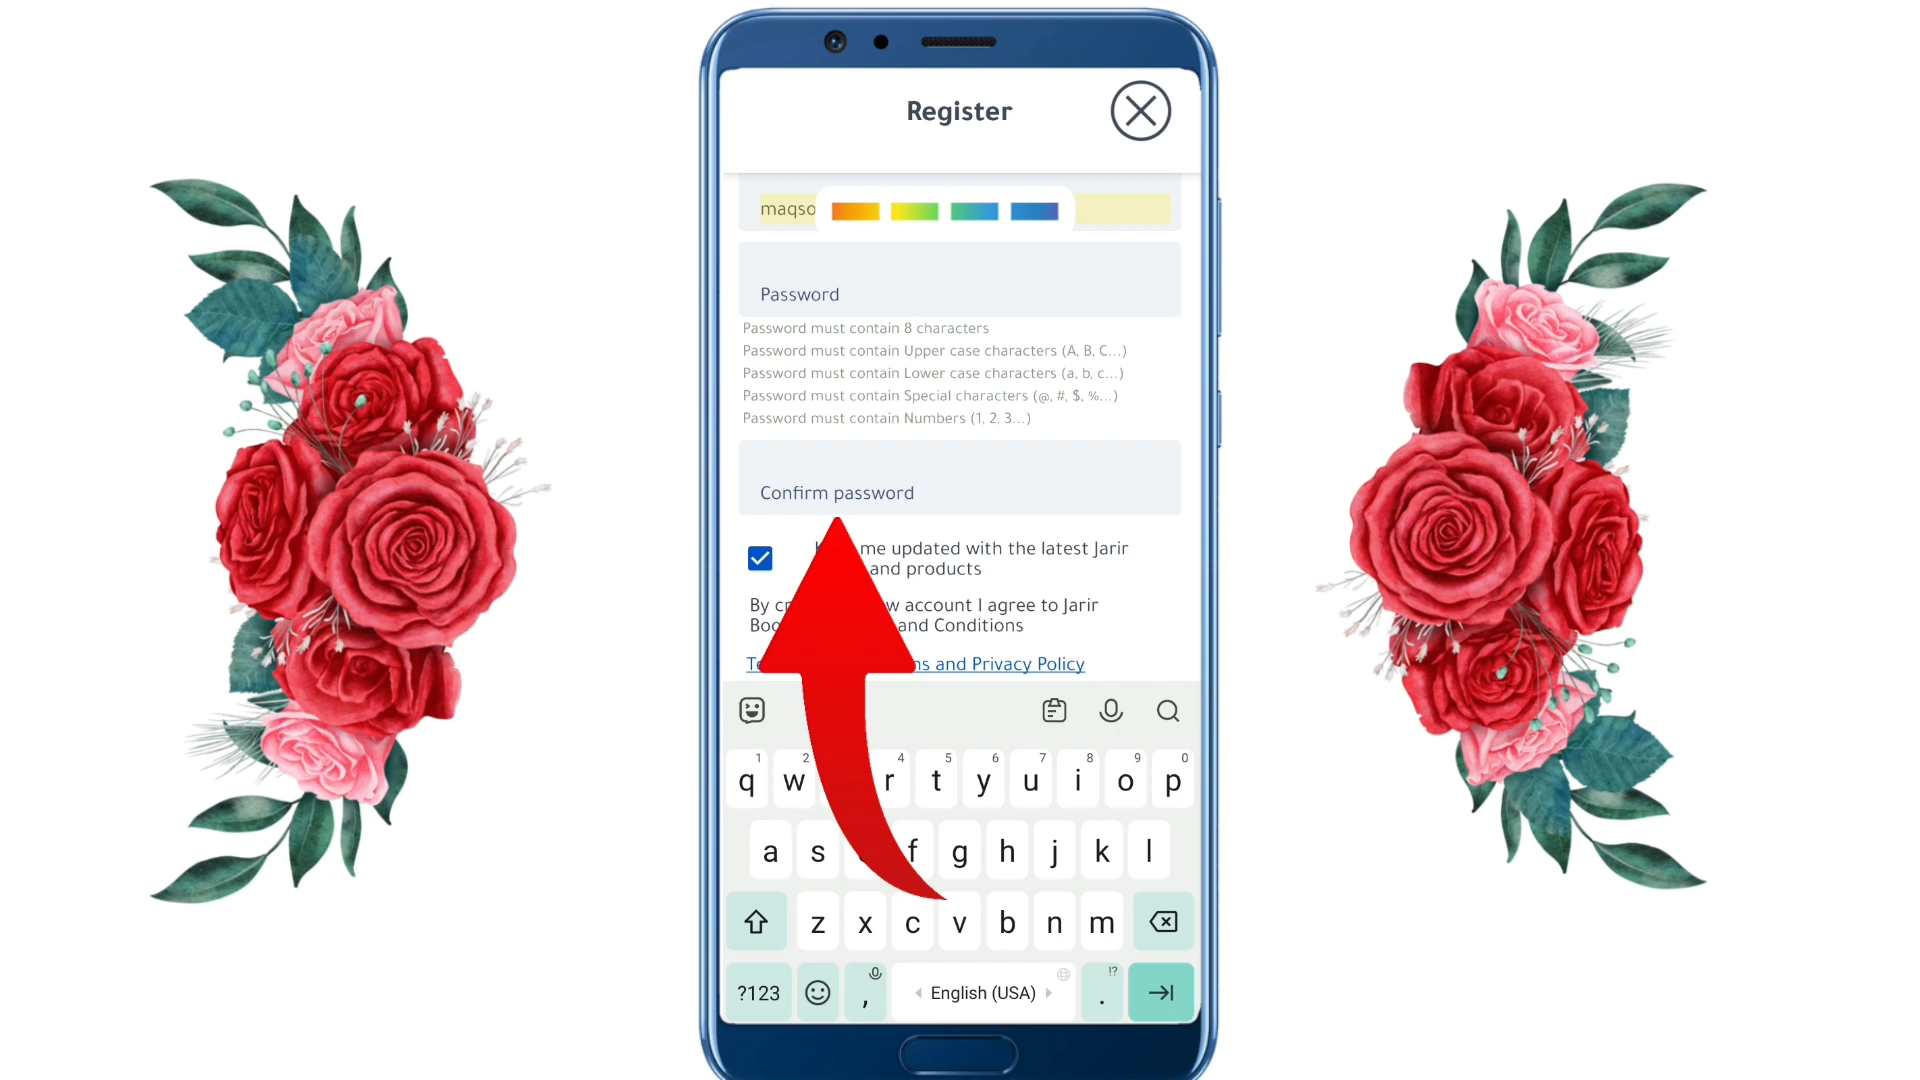 Register
maqso
Password
Password must contain 8 characters
Password must contain Upper case characters (A, B, C...)
Password must contain Lower case characters (a, b, c...)
Password must contain Special characters (@, #, $, %...)
Password must contain Numbers (1, 2, 3...)
Confirm password
me updated with the latest Jarir
and products
By account I agree to Jarir
and Conditions
and Privacy Policy
1 2 4 5 6 7 8 9 0
q w r t y u i o p
a s f g h j k l
z x c v b n m
!?
?123 , English (USA) .